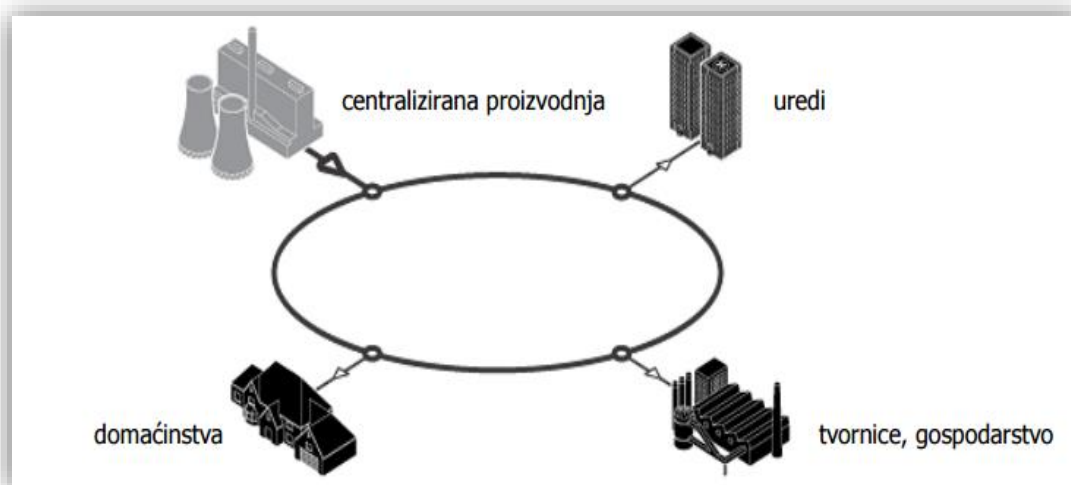 centralizirana proizvodnja
uredi
domaćinstva
tvornice, gospodarstvo